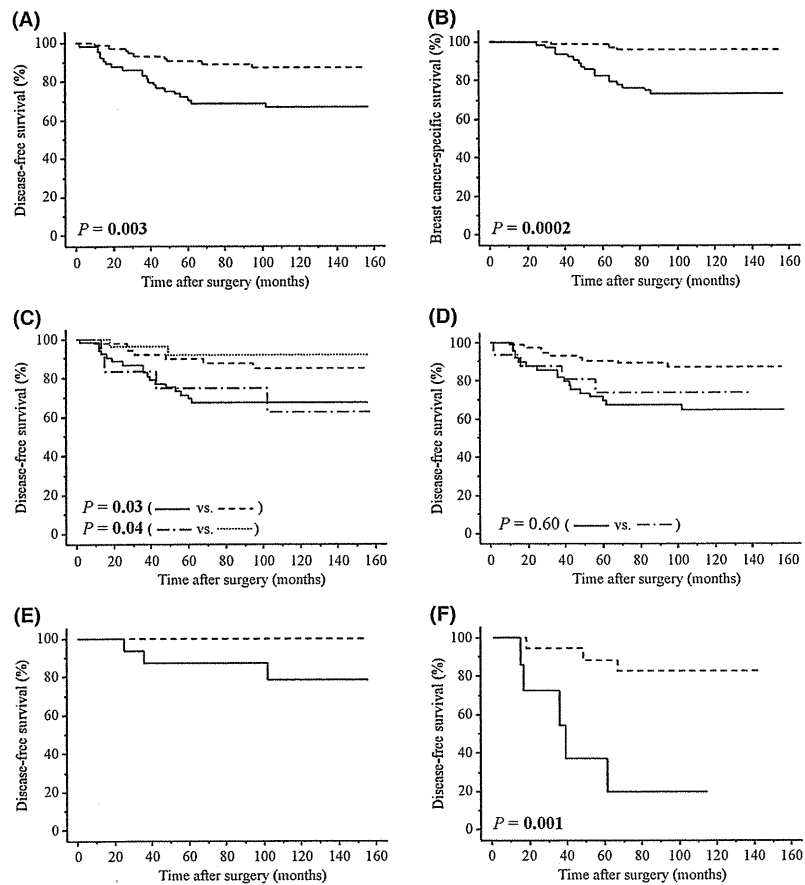 (A)
Disease-free survival (%)
100
80
60
40
20
0
P = 0.003
0 20 40 60 80 100 120 140 160
Time after surgery (months)
(B)
Breast cancer-specific survival (%)
100
80
60
40
20
0
P = 0.0002
0 20 40 60 80 100 120 140 160
Time after surgery (months)
(C)
Disease-free survival (%)
100
80
60
40
20
0
P = 0.03 ( vs. )
P = 0.04 ( vs. )
0 20 40 60 80 100 120 140 160
Time after surgery (months)
(D)
Disease-free survival (%)
100
80
60
40
20
0
P = 0.60 ( vs. )
0 20 40 60 80 100 120 140 160
Time after surgery (months)
(E)
Disease-free survival (%)
100
80
60
40
20
0
0 20 40 60 80 100 120 140 160
Time after surgery (months)
(F)
Disease-free survival (%)
100
80
60
40
20
0
P = 0.001
0 20 40 60 80 100 120 140 160
Time after surgery (months)